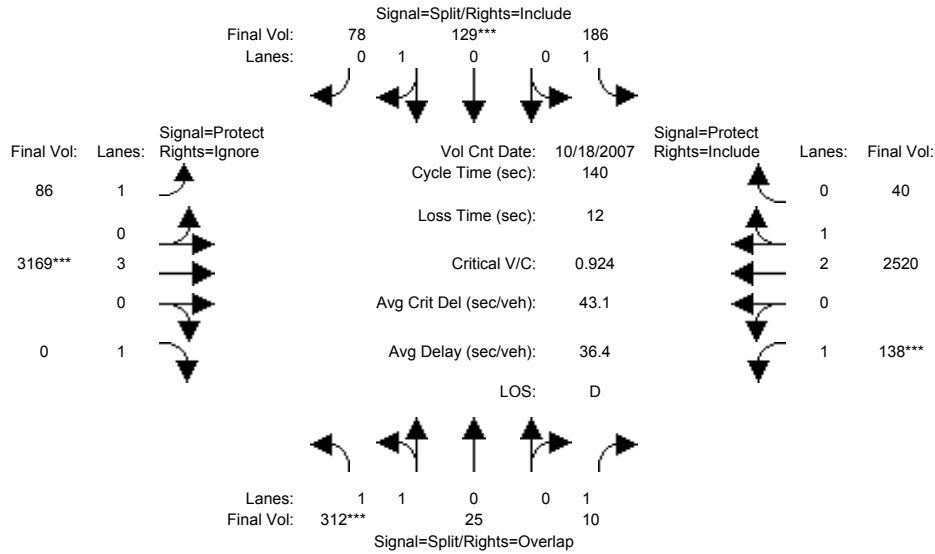 Signal=Split/Rights=Include
Final Vol: 78 129*** 186
Lanes: 0 1 0 0 1
Signal=Protect Signal=Protect
Final Vol: Lanes: Rights=Ignore Vol Cnt Date: 10/18/2007 Rights=Include Lanes: Final Vol:
Cycle Time (sec): 140
86 1 0 40
Loss Time (sec): 12
0 1
3169*** 3 Critical V/C: 0.924 2 2520
0 Avg Crit Del (sec/veh): 43.1 0
0 1 Avg Delay (sec/veh): 36.4 1 138***
LOS: D
Lanes: 1 1 0 0 1
Final Vol: 312*** 25 10
Signal=Split/Rights=Overlap